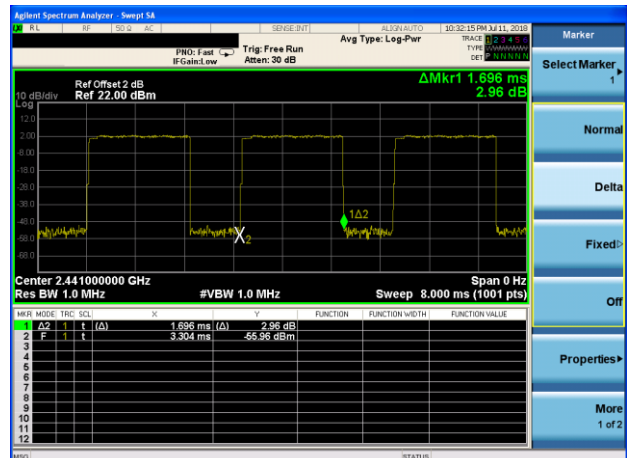 Agilent Spectrum Analyzer - Swept SA
RL RF 50 Ω AC SENSE:INT ALIGN AUTO 10:32:15 PM Jul 11, 2018
Avg Type: Log-Pwr TRACE 1 2 3 4 5 6
PNO: Fast Trig: Free Run TYPE
IFGain:Low Atten: 30 dB DET P N N N N N
Marker
Select Marker
1
Normal
Delta
Fixed
Off
Properties
More
1 of 2
ΔMkr1 1.696 ms
2.96 dB
Ref Offset 2 dB
10 dB/div Ref 22.00 dBm
Log
12.0
2.00
-8.00
-18.0
-28.0
-38.0
-48.0
-58.0
-68.0
1Δ2
X2
Center 2.441000000 GHz Span 0 Hz
Res BW 1.0 MHz #VBW 1.0 MHz Sweep 8.000 ms (1001 pts)
MKR MODE TRC SCL X Y FUNCTION FUNCTION WIDTH FUNCTION VALUE
1 Δ2 1 t (Δ) 1.696 ms (Δ) 2.96 dB
2 F 1 t 3.304 ms -55.96 dBm
3
4
5
6
7
8
9
10
11
12
MSG STATUS